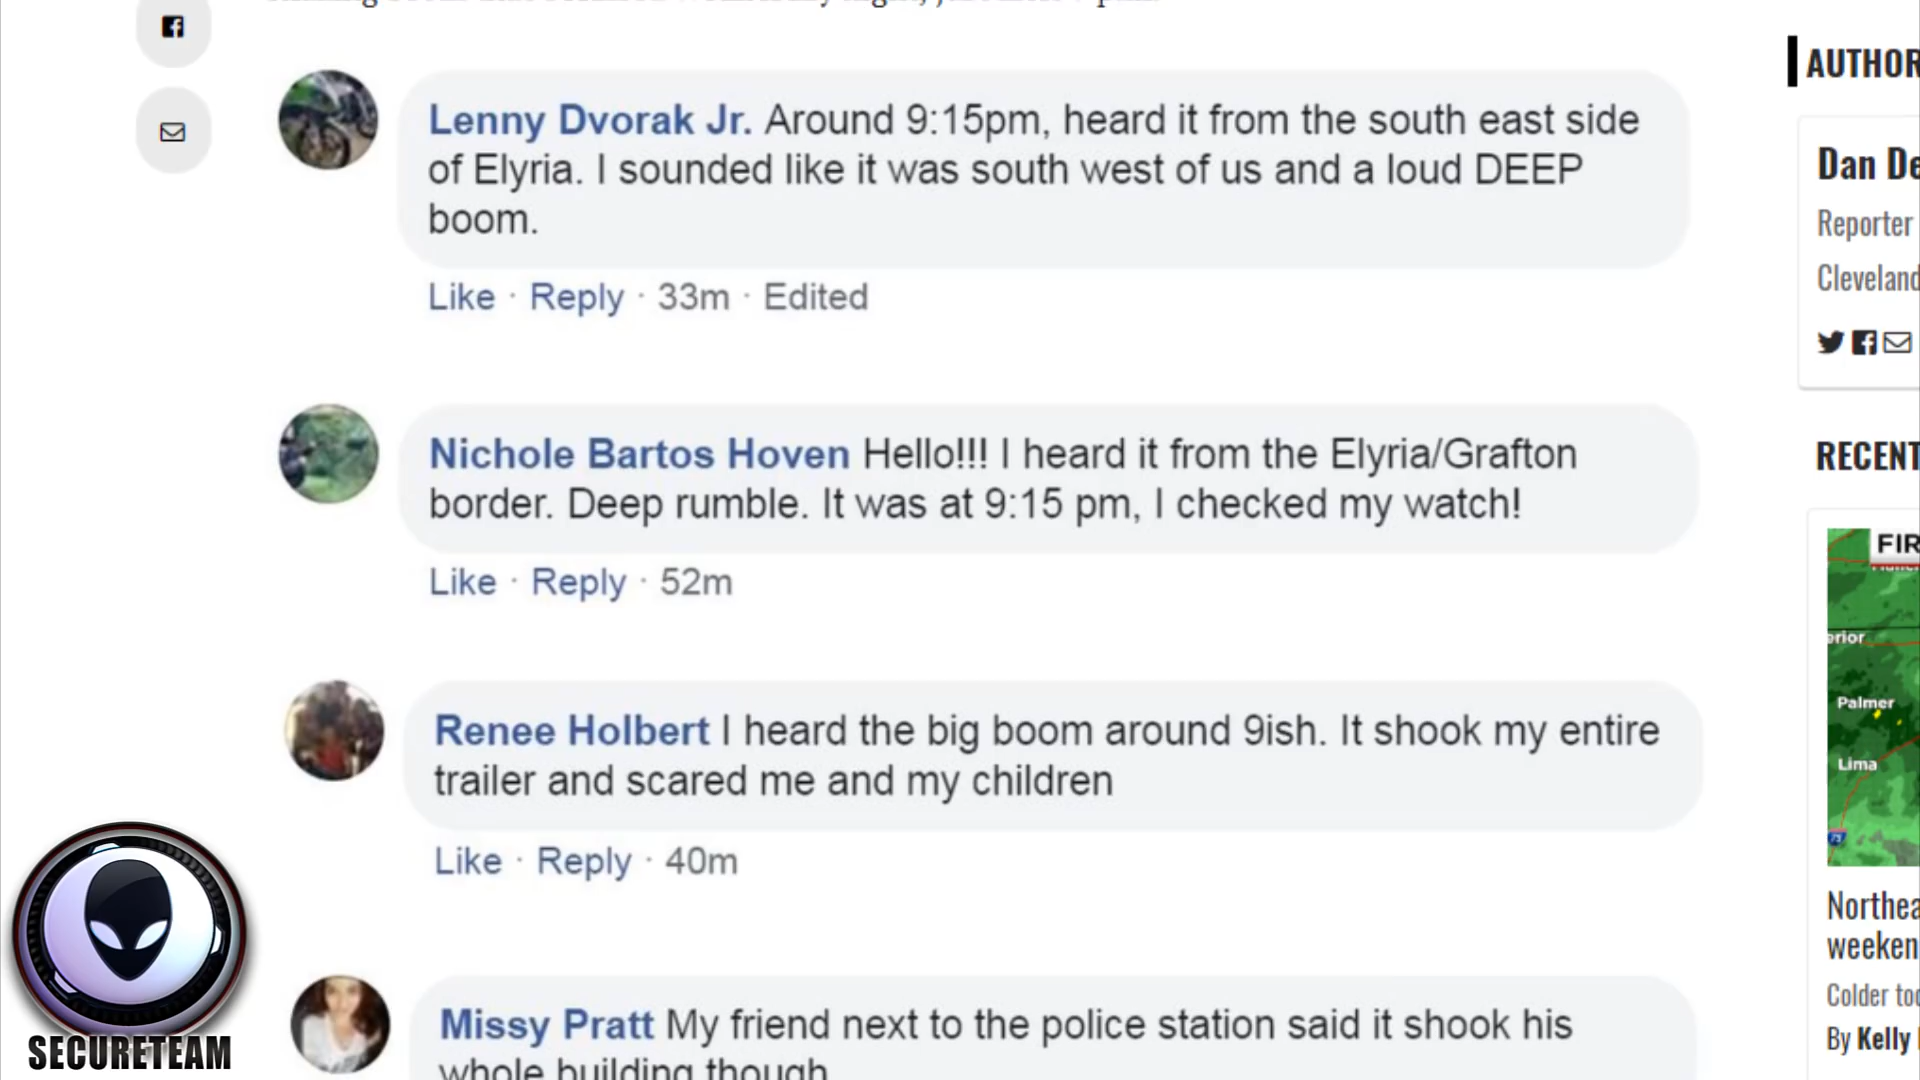 Lenny Dvorak Jr. Around 9:15pm, heard it from the south east side
of Elyria. I sounded like it was south west of us and a loud DEEP
boom.
Like · Reply · 33m · Edited
Nichole Bartos Hoven Hello!!! I heard it from the Elyria/Grafton
border. Deep rumble. It was at 9:15 pm, I checked my watch!
Like · Reply · 52m
Renee Holbert I heard the big boom around 9ish. It shook my entire
trailer and scared me and my children
Like · Reply · 40m
Missy Pratt My friend next to the police station said it shook his
whole building though
SECURETEAM
AUTHOR
Dan De
Reporter
Cleveland
RECENT
FIR
erior
Palmer
Lima
75
Northea
weeken
Colder too
By Kelly